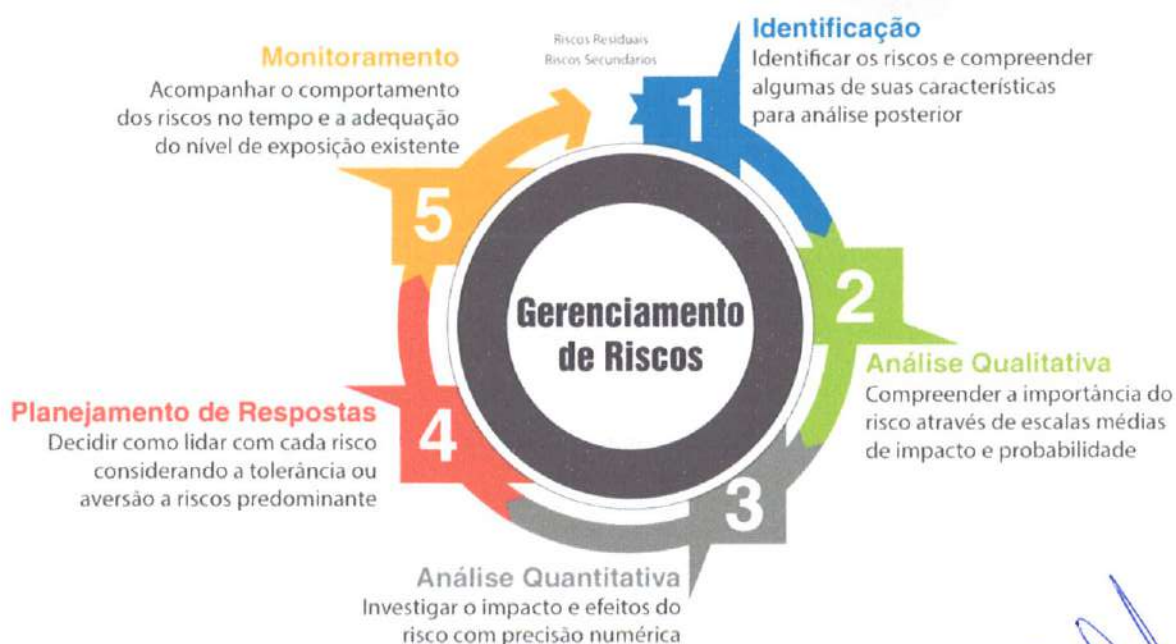 Riscos Residuais
Riscos Secundários
1
Identificação
Identificar os riscos e compreender
algumas de suas características
para análise posterior
2
Análise Qualitativa
Compreender a importância do
risco através de escalas médias
de impacto e probabilidade
3
Análise Quantitativa
Investigar o impacto e efeitos do
risco com precisão numérica
4
Planejamento de Respostas
Decidir como lidar com cada risco
considerando a tolerância ou
aversão a riscos predominante
5
Monitoramento
Acompanhar o comportamento
dos riscos no tempo e a adequação
do nível de exposição existente
Gerenciamento
de Riscos